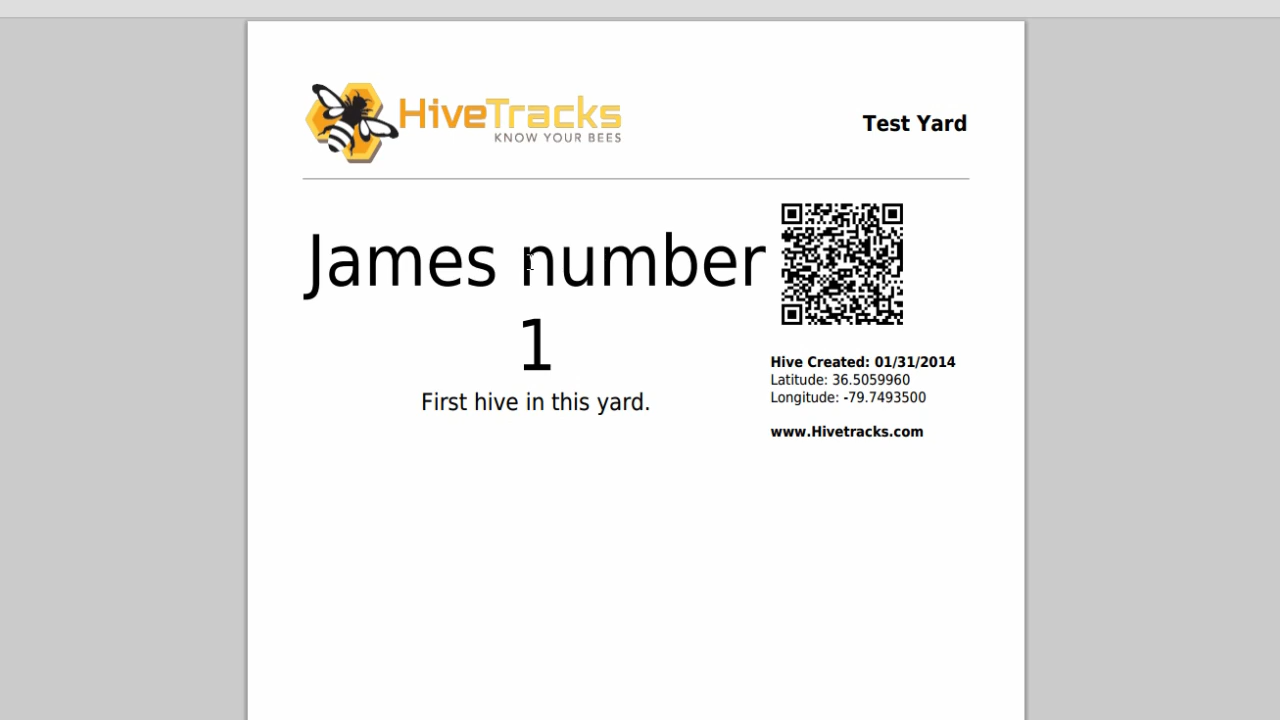 HiveTracks
KNOW YOUR BEES
Test Yard
James number
1
First hive in this yard.
Hive Created: 01/31/2014
Latitude: 36.5059960
Longitude: -79.7493500
www.Hivetracks.com